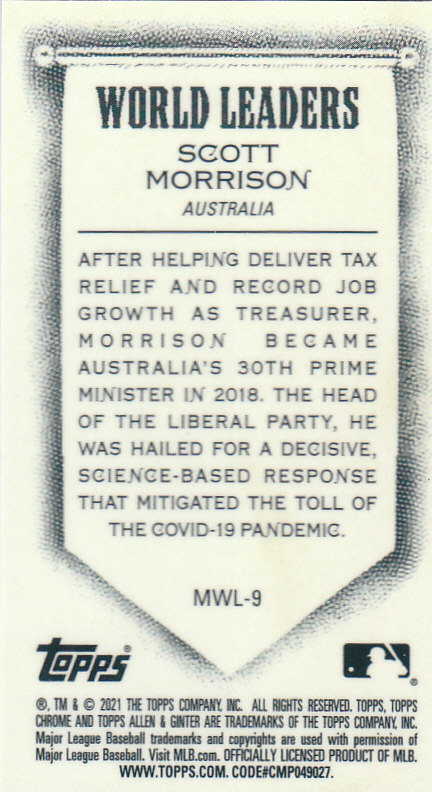 WORLD LEADERS
SCOTT
MORRISON
AUSTRALIA
AFTER HELPING DELIVER TAX
RELIEF AND RECORD JOB
GROWTH AS TREASURER,
MORRISON BECAME
AUSTRALIA'S 30TH PRIME
MINISTER IN 2018. THE HEAD
OF THE LIBERAL PARTY, HE
WAS HAILED FOR A DECISIVE,
SCIENCE-BASED RESPONSE
THAT MITIGATED THE TOLL OF
THE COVID-19 PANDEMIC.
MWL-9
TOPPS®
®
®, TM & © 2021 THE TOPPS COMPANY, INC. ALL RIGHTS RESERVED. TOPPS, TOPPS
CHROME AND TOPPS ALLEN & GINTER ARE TRADEMARKS OF THE TOPPS COMPANY, INC.
Major League Baseball trademarks and copyrights are used with permission of
Major League Baseball. Visit MLB.com. OFFICIALLY LICENSED PRODUCT OF MLB.
WWW.TOPPS.COM. CODE#CMP049027.